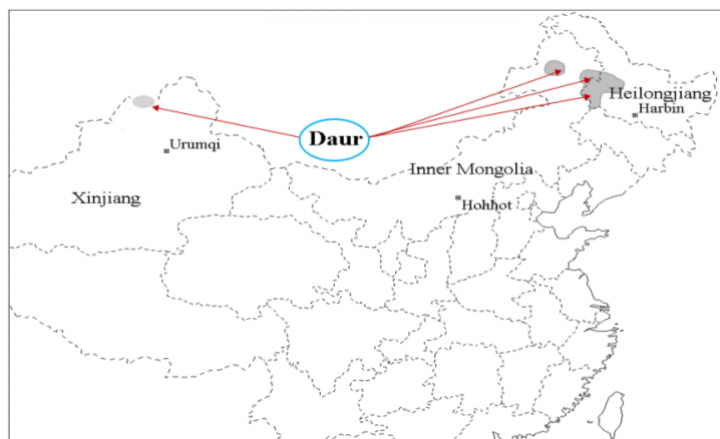 Heilongjiang
Harbin
Daur
Urumqi
Inner Mongolia
Xinjiang
Hohhot